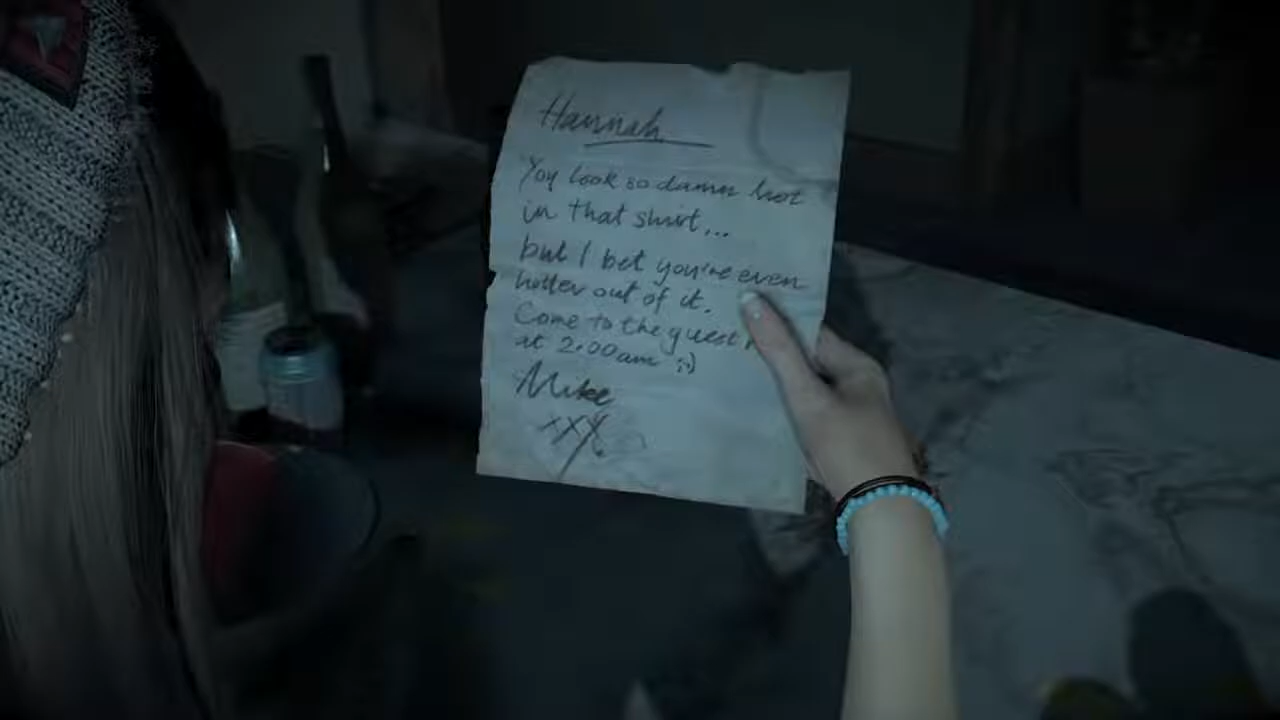 Hannah
You look so damn hot
in that shirt...
but I bet you're even
hotter out of it.
Come to the guest
at 2.00am ;)
Mike
xxx